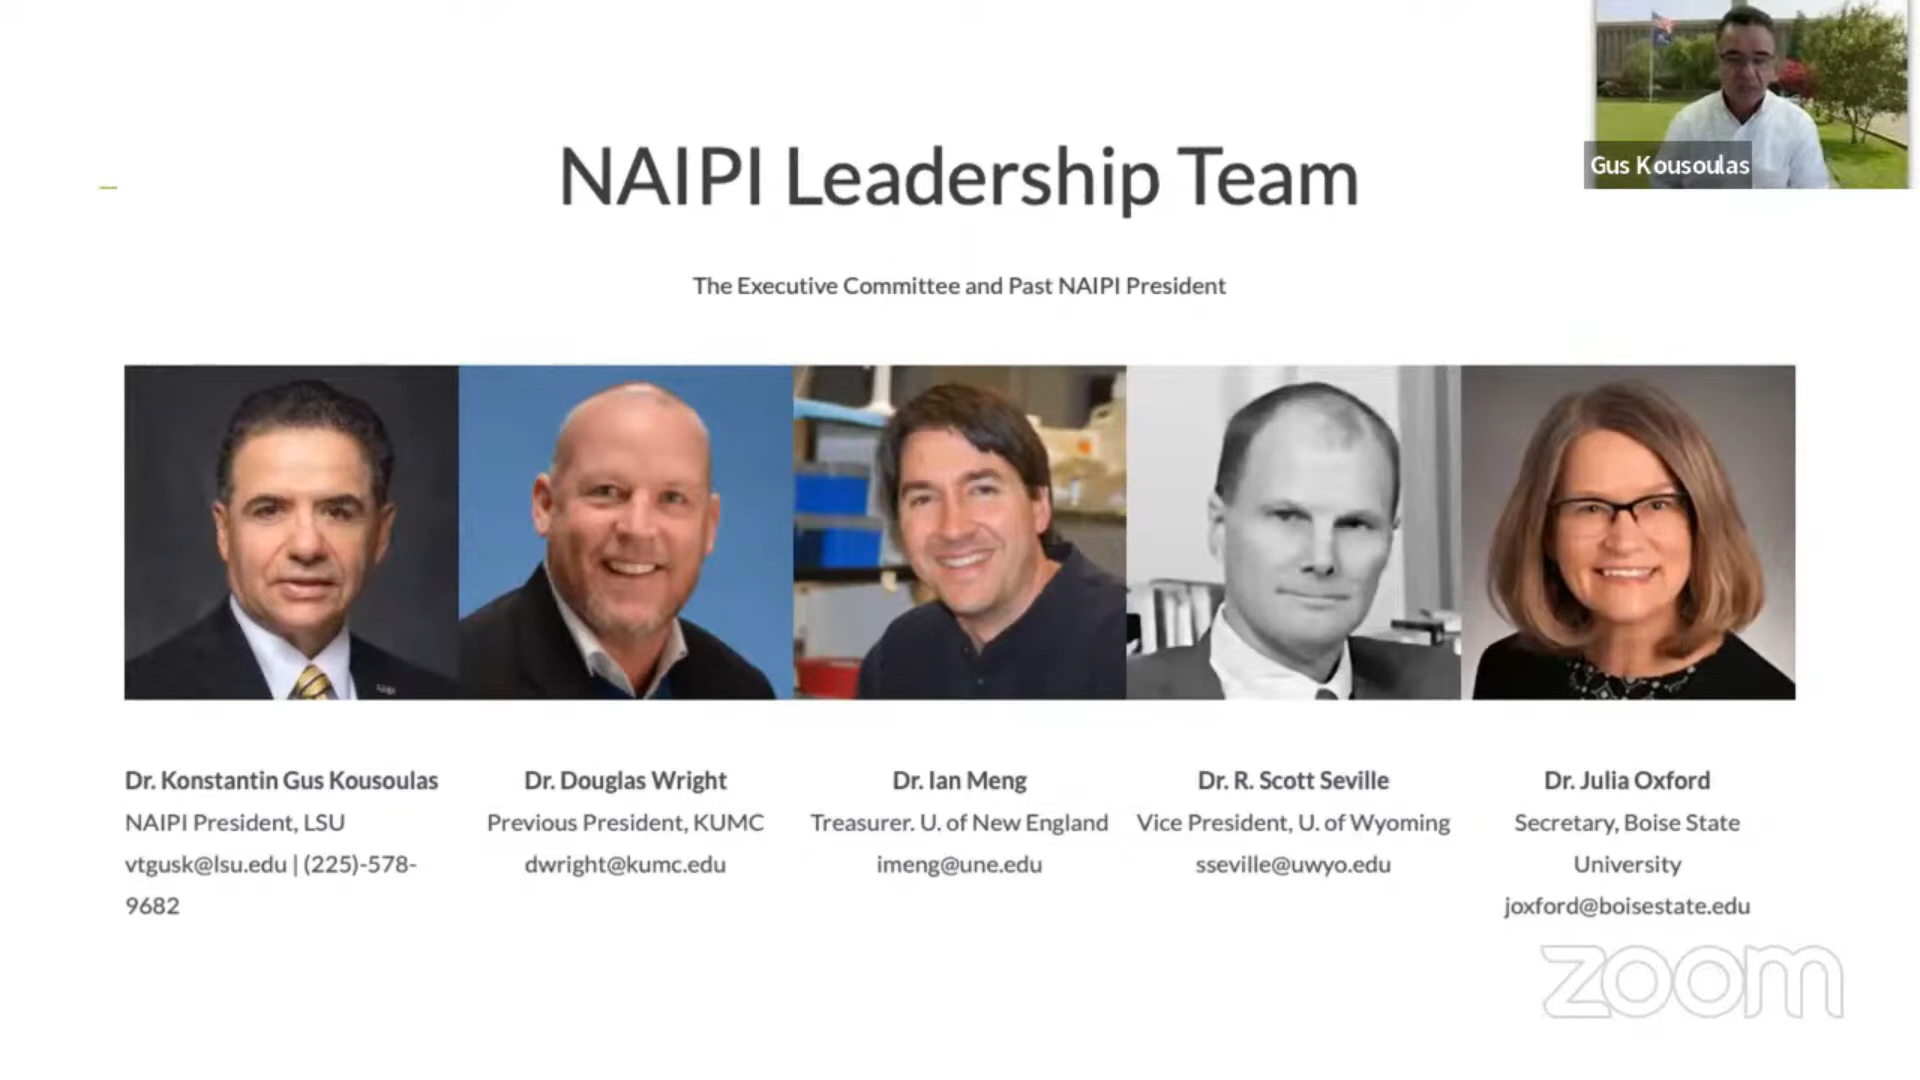 Gus Kousoulas
NAIPI Leadership Team
The Executive Committee and Past NAIPI President
Dr. Konstantin Gus Kousoulas
NAIPI President, LSU
vtgusk@lsu.edu | (225)-578-
9682
Dr. Douglas Wright
Previous President, KUMC
dwright@kumc.edu
Dr. Ian Meng
Treasurer. U. of New England
imeng@une.edu
Dr. R. Scott Seville
Vice President, U. of Wyoming
sseville@uwyo.edu
Dr. Julia Oxford
Secretary, Boise State
University
joxford@boisestate.edu
zoom